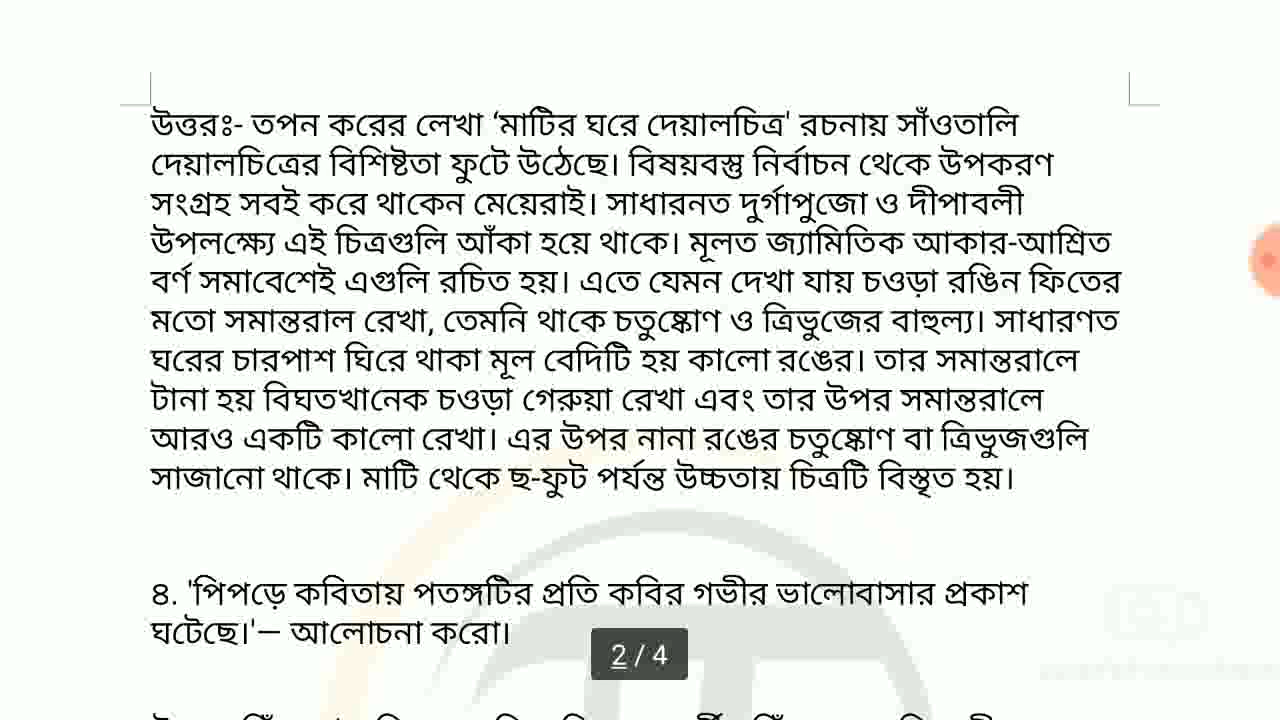 উত্তরঃ- তপন করের লেখা ‘মাটির ঘরে দেয়ালচিত্র' রচনায় সাঁওতালি
দেয়ালচিত্রের বিশিষ্টতা ফুটে উঠেছে। বিষয়বস্তু নির্বাচন থেকে উপকরণ
সংগ্রহ সবই করে থাকেন মেয়েরাই। সাধারনত দুর্গাপুজো ও দীপাবলী
উপলক্ষ্যে এই চিত্রগুলি আঁকা হয়ে থাকে। মূলত জ্যামিতিক আকার-আশ্রিত
বর্ণ সমাবেশেই এগুলি রচিত হয়। এতে যেমন দেখা যায় চওড়া রঙিন ফিতের
মতো সমান্তরাল রেখা, তেমনি থাকে চতুষ্কোণ ও ত্রিভুজের বাহুল্য। সাধারণত
ঘরের চারপাশ ঘিরে থাকা মূল বেদিটি হয় কালো রঙের। তার সমান্তরালে
টানা হয় বিঘতখানেক চওড়া গেরুয়া রেখা এবং তার উপর সমান্তরালে
আরও একটি কালো রেখা। এর উপর নানা রঙের চতুষ্কোণ বা ত্রিভুজগুলি
সাজানো থাকে। মাটি থেকে ছ-ফুট পর্যন্ত উচ্চতায় চিত্রটি বিস্তৃত হয়।
৪. 'পিপড়ে কবিতায় পতঙ্গটির প্রতি কবির গভীর ভালোবাসার প্রকাশ
ঘটেছে।'— আলোচনা করো।
2 / 4